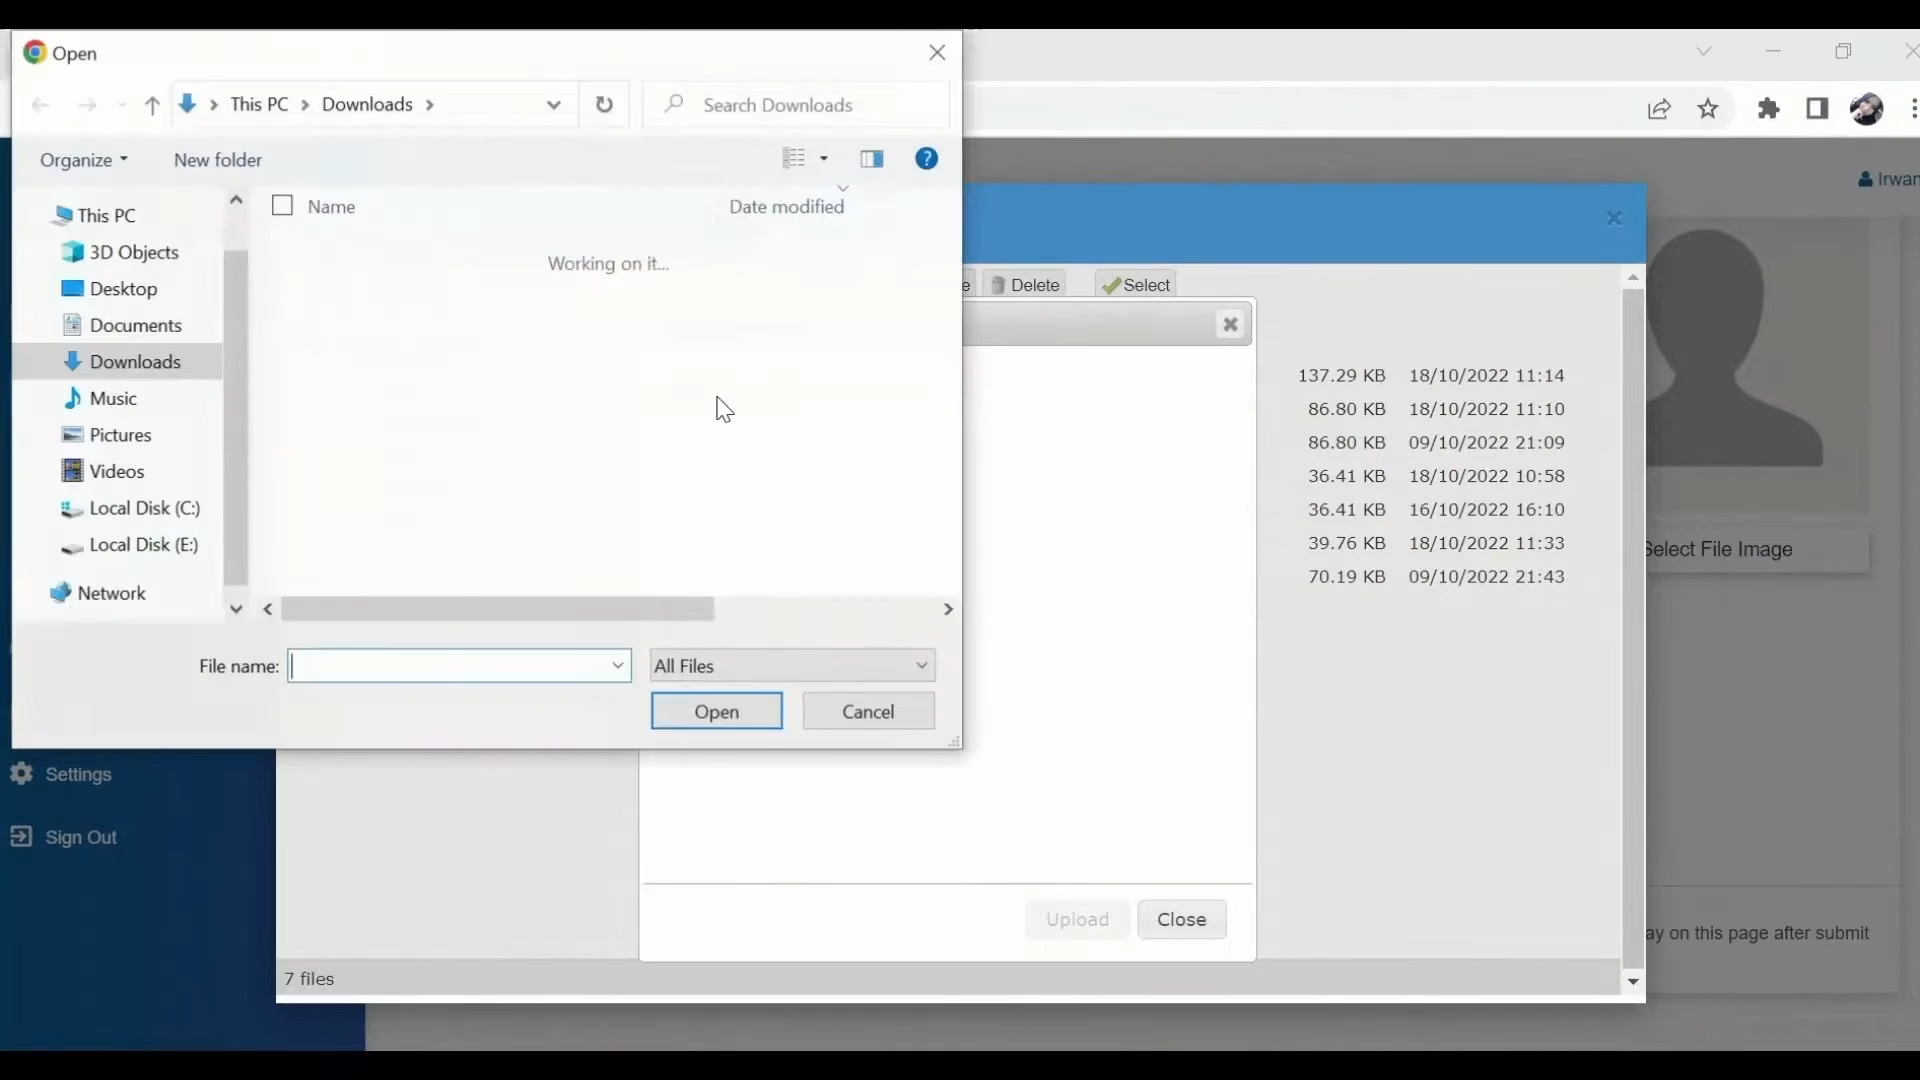 Open
This PC > Downloads >
Search Downloads
Organize
New folder
Name
Date modified
Working on it...
This PC
3D Objects
Desktop
Documents
Downloads
Music
Pictures
Videos
Local Disk (C:)
Local Disk (E:)
Network
File name:
All Files
Open
Cancel
Irwan
e
Delete
Select
137.29 KB 18/10/2022 11:14
86.80 KB 18/10/2022 11:10
86.80 KB 09/10/2022 21:09
36.41 KB 18/10/2022 10:58
36.41 KB 16/10/2022 16:10
39.76 KB 18/10/2022 11:33
70.19 KB 09/10/2022 21:43
Select File Image
Settings
Sign Out
Upload
Close
ay on this page after submit
7 files